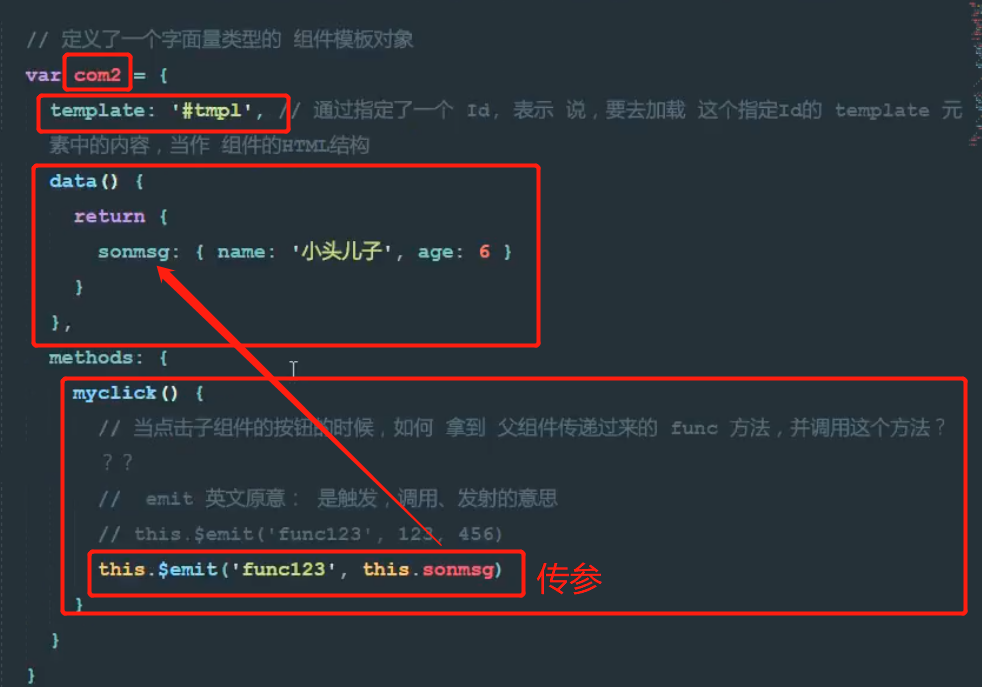 // 定义了一个字面量类型的 组件模板对象
var com2 = {
template: '#tmpl', // 通过指定了一个 Id, 表示 说，要去加载 这个指定Id的 template 元
素中的内容，当作 组件的HTML结构
data() {
return {
sonmsg: { name: '小头儿子', age: 6 }
}
},
methods: {
myclick() {
// 当点击子组件的按钮的时候，如何 拿到 父组件传递过来的 func 方法，并调用这个方法？
？？
// emit 英文原意： 是触发，调用、发射的意思
// this.$emit('func123', 123, 456)
this.$emit('func123', this.sonmsg) 传参
}
}
}